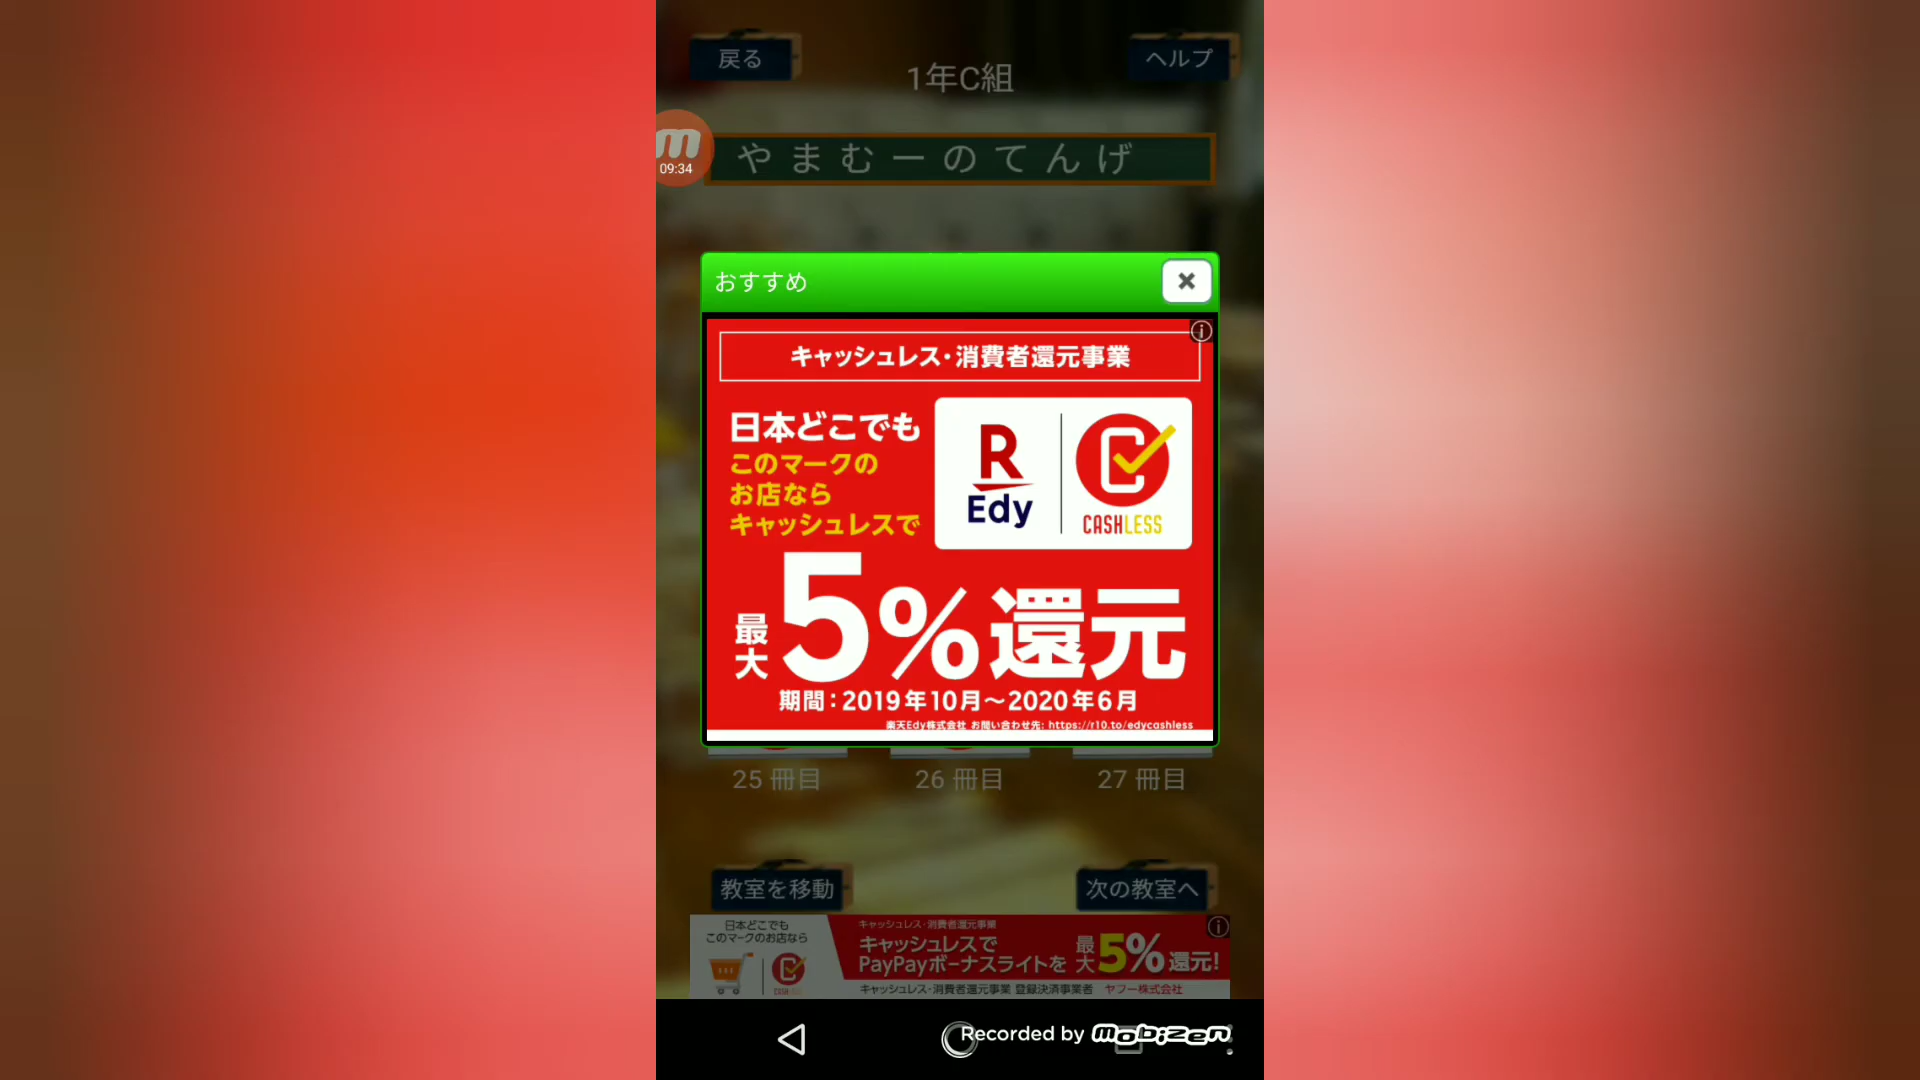 戻る
ヘルプ
1年C組
m
09:34
やまむーのてんげ
おすすめ
キャッシュレス・消費者還元事業
日本どこでも
このマークの
お店なら
キャッシュレスで
R
Edy
CASHLESS
最大5%還元
期間:2019年10月~2020年6月
楽天Edy株式会社 お問い合わせ先: https://r10.to/edycashless
25 冊目
26 冊目
27 冊目
教室を移動
次の教室へ
日本どこでも
このマークのお店なら
キャッシュレス・消費者還元事業
キャッシュレスで
PayPayボーナスライトを
最大5%還元!
キャッシュレス・消費者還元事業 登録決済事業者 ヤフー株式会社
Recorded by mobizen